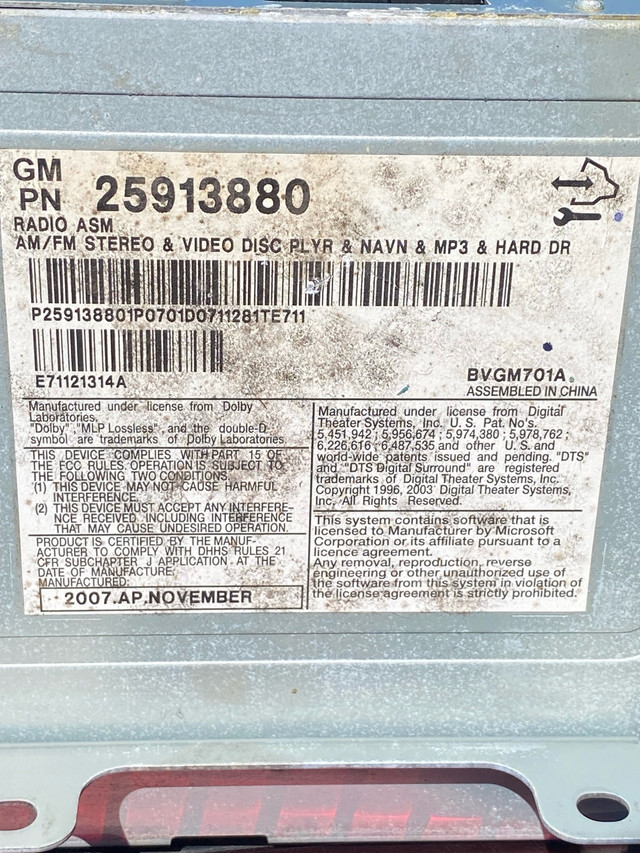 GM
PN 25913880
RADIO ASM
AM/FM STEREO & VIDEO DISC PLYR & NAVN & MP3 & HARD DR
P259138801P0701D0711281TE711
E71121314A
BVGM701A
ASSEMBLED IN CHINA
Manufactured under license from Dolby
Laboratories.
"Dolby","MLP Lossless", and the double-D
symbol are trademarks of Dolby Laboratories
THIS DEVICE COMPLIES WITH PART 15 OF
THE FCC RULES. OPERATION IS SUBJECT TO
THE FOLLOWING TWO CONDITIONS.
(1) THIS DEVICE MAY NOT CAUSE HARMFUL
INTERFERENCE.
(2) THIS DEVICE MUST ACCEPT ANY INTERFERE-
NCE RECEIVED INCLUDING INTERFERENCE
THAT MAY CAUSE UNDESIRED OPERATION.
PRODUCT IS CERTIFIED BY THE MANUF-
ACTURER TO COMPLY WITH DHHS RULES 21
CFR SUBCHAPTER J APPLICATION AT THE
DATE OF MANUFACTURE.
MANUFACTURED:
2007.AP.NOVEMBER
Manufactured under license from Digital
Theater Systems, Inc. U.S. Pat. No's.
5,451,942 ; 5,956,674 ; 5,974,380 ; 5,978,762 ;
6,226,616 ; 6,487,535 and other U.S. and
world-wide patents issued and pending. "DTS"
and "DTS Digital Surround" are registered
trademarks of Digital Theater Systems, Inc.
Copyright 1996, 2003 Digital Theater Systems,
Inc. All Rights Reserved.
This system contains software that is
licensed to Manufacturer by Microsoft
Corporation or its affiliate pursuant to a
licence agreement.
Any removal, reproduction, reverse
engineering or other unauthorized use of
the software from this system in violation of
the license agreement is strictly prohibited.